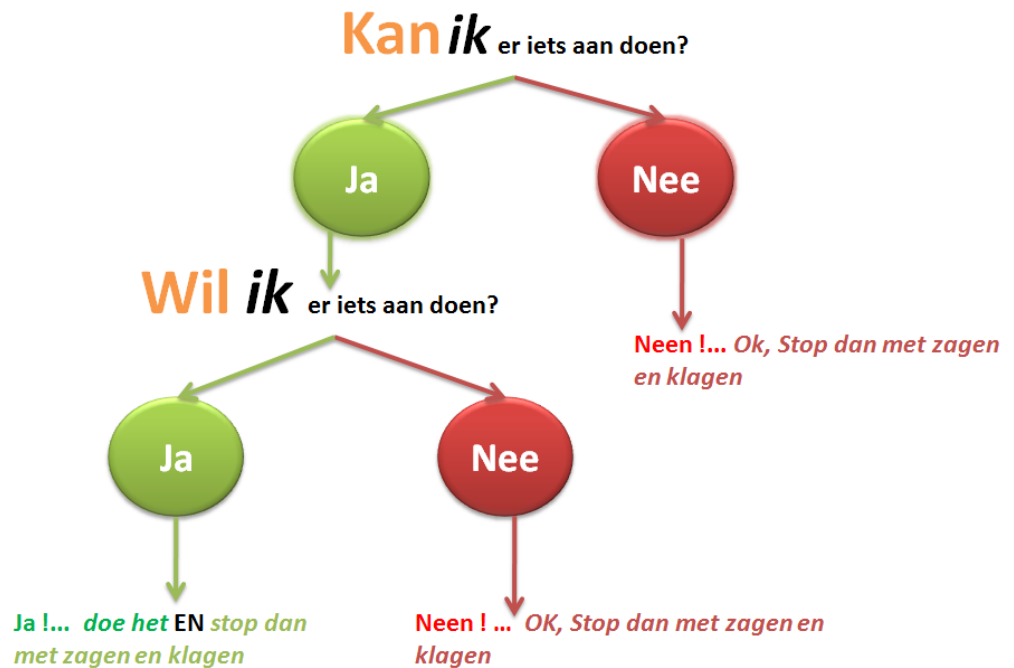 Kan ik er iets aan doen?
Ja
Nee
Wil ik er iets aan doen?
Neen !... Ok, Stop dan met zagen
en klagen
Ja
Nee
Ja !... doe het EN stop dan
met zagen en klagen
Neen ! ... OK, Stop dan met zagen en
klagen